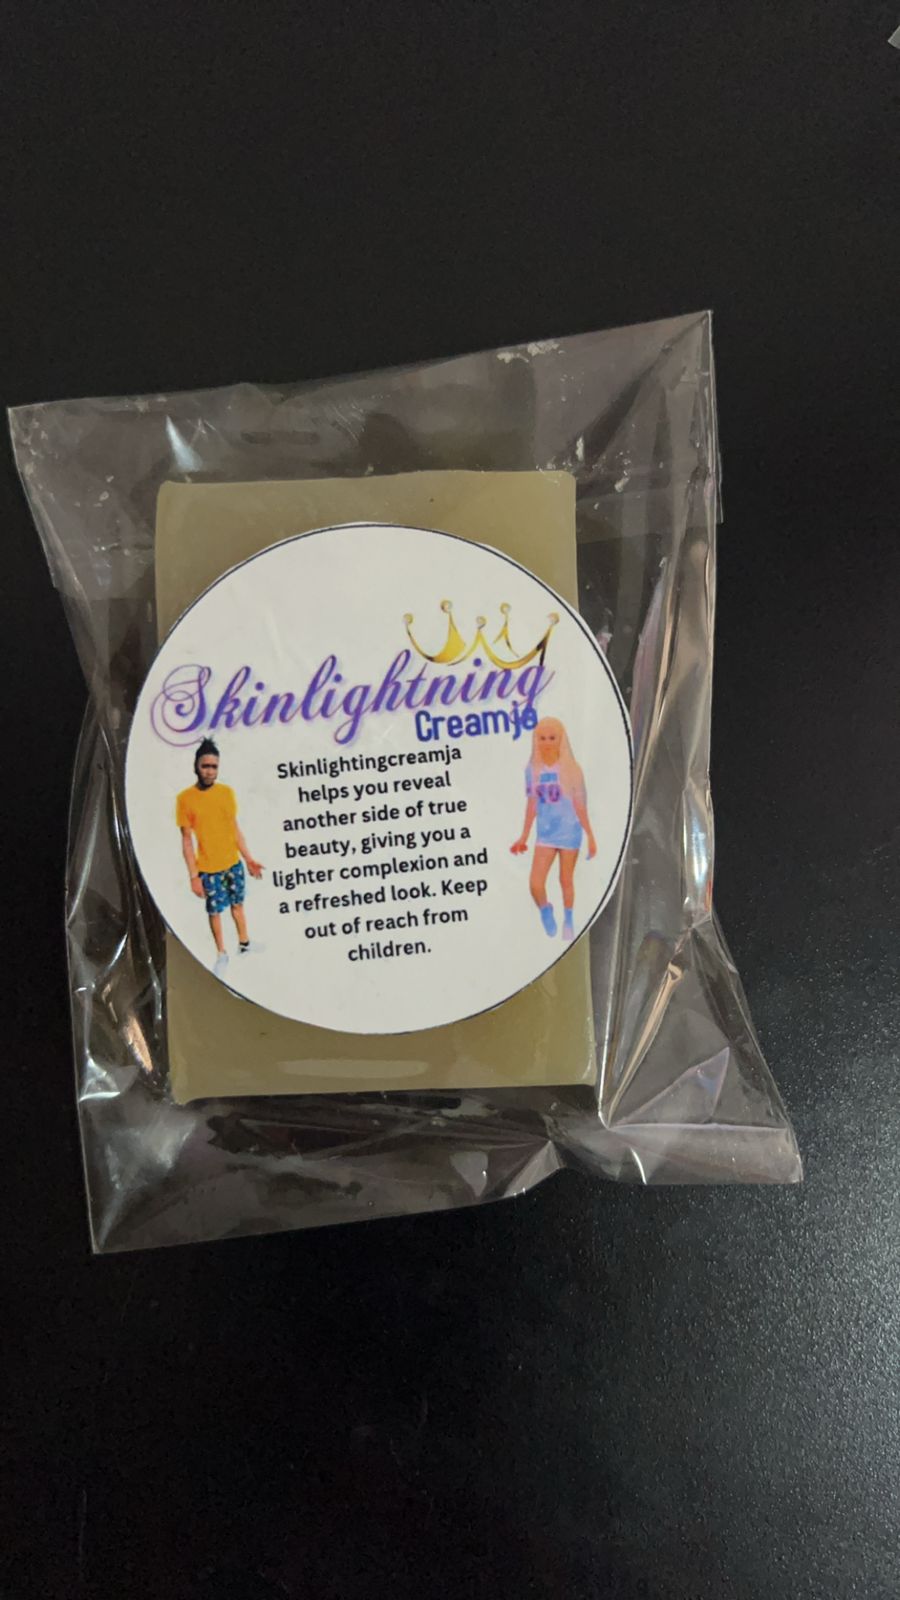 Skinlightning
Creamja
Skinlightingcreamja
helps you reveal
another side of true
beauty, giving you a
lighter complexion and
a refreshed look. Keep
out of reach from
children.
10